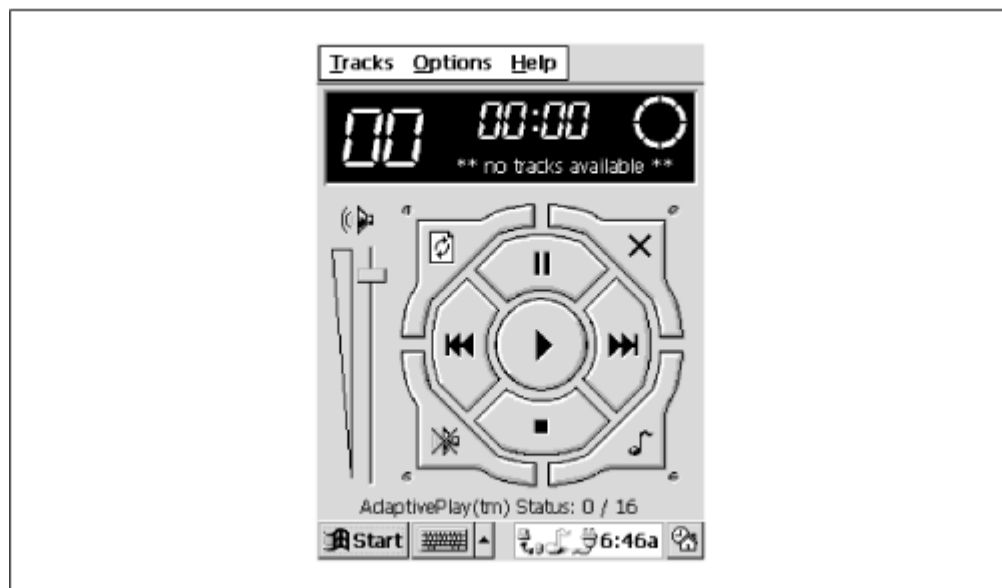 Tracks Options Help
00 00:00
** no tracks available **
AdaptivePlay(tm) Status: 0 / 16
Start 6:46a